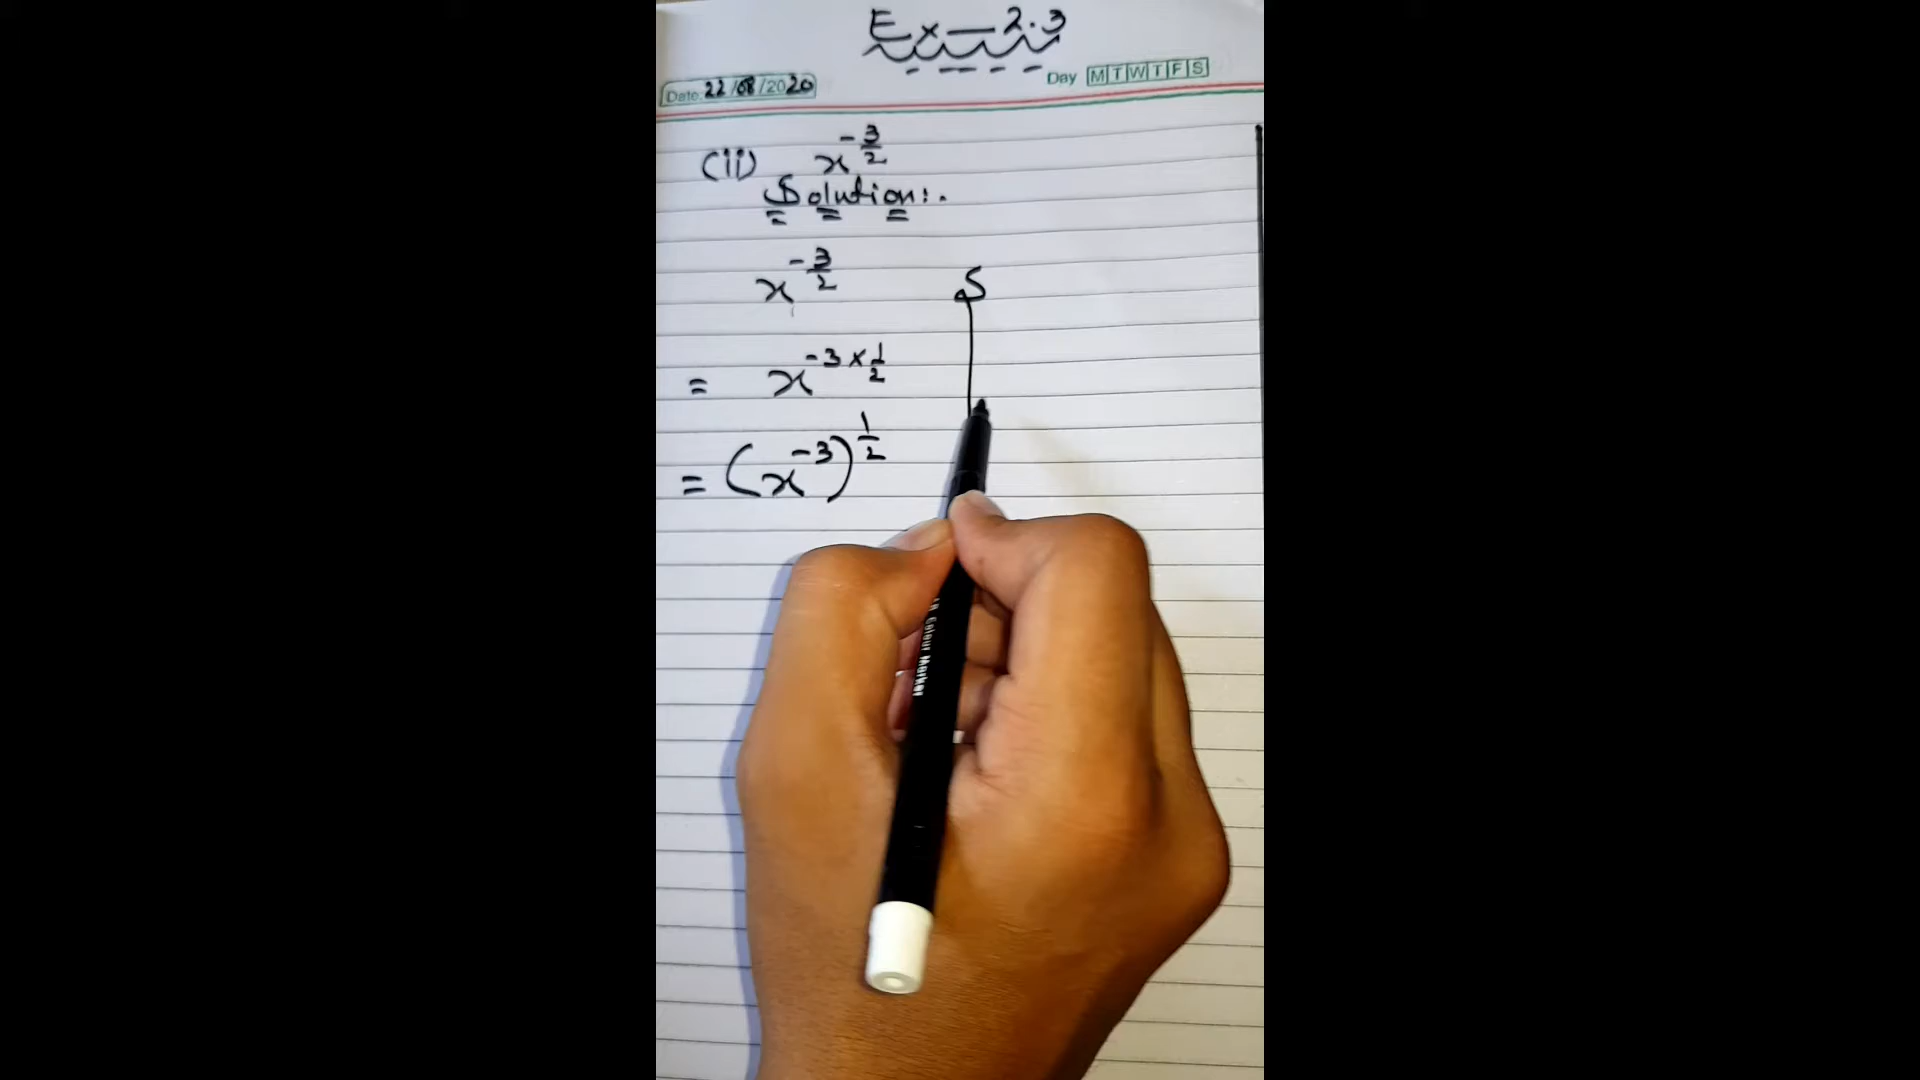 Ex — 2.3
Date: 22/08/2020
Day M T W T F S
(ii) x^{-3/2}
Solution:.
x^{-3/2}
= x^{-3 × 1/2}
= (x^{-3})^{1/2}
Colour Marker